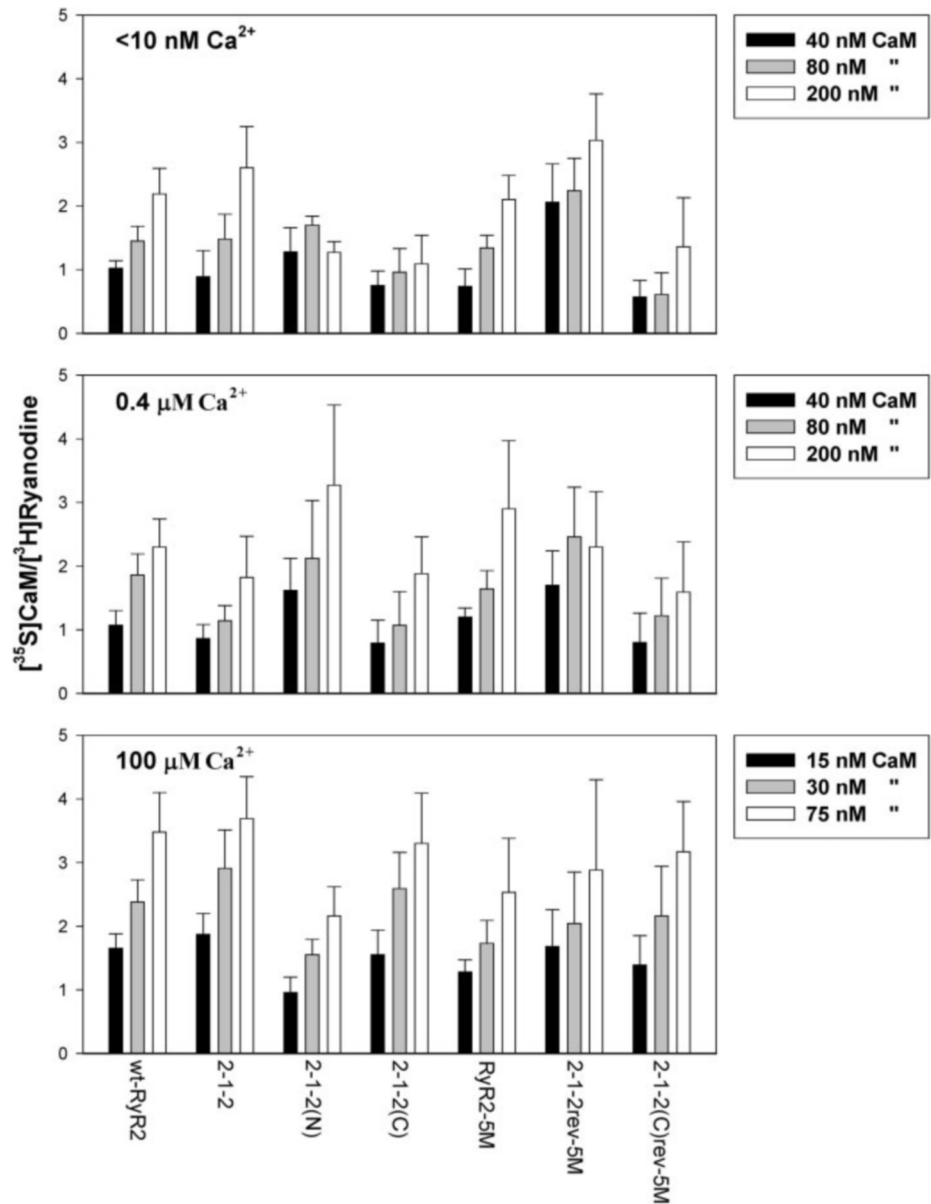 [³⁵S]CaM/[³H]Ryanodine
<10 nM Ca²⁺
5
4
3
2
1
0
40 nM CaM
80 nM "
200 nM "
0.4 μM Ca²⁺
5
4
3
2
1
0
40 nM CaM
80 nM "
200 nM "
100 μM Ca²⁺
5
4
3
2
1
0
15 nM CaM
30 nM "
75 nM "
wt-RyR2
2-1-2
2-1-2(N)
2-1-2(C)
RyR2-5M
2-1-2rev-5M
2-1-2(C)rev-5M